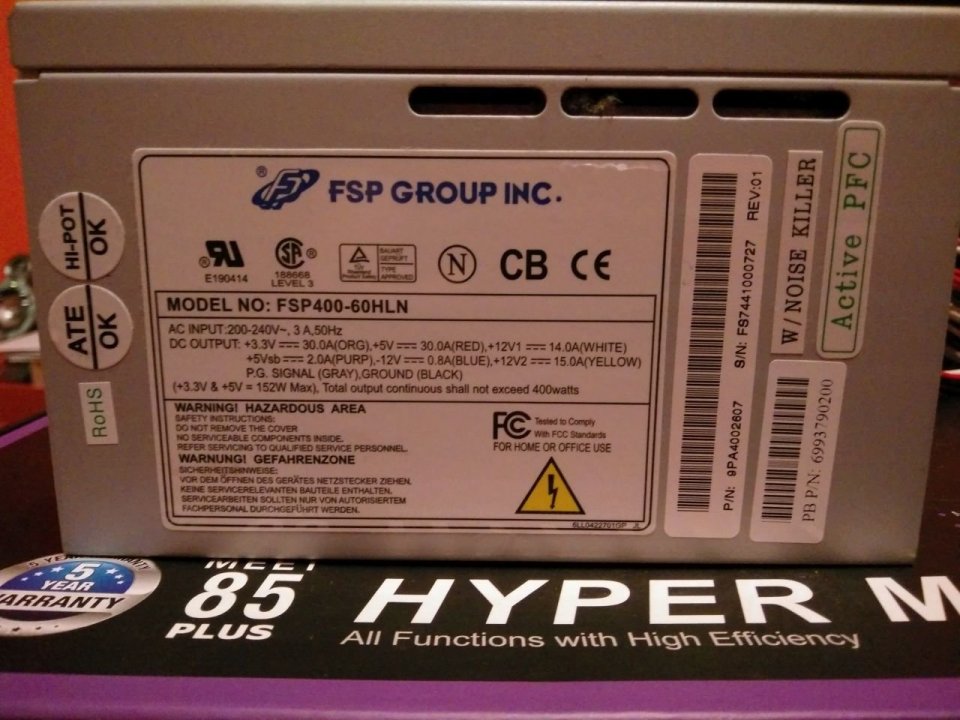 HI-POT
OK
ATE
OK
RoHS
® FSP GROUP INC.
® ®
E190414
188668
LEVEL 3
BAUART
GEPRÜFT
TYPE
APPROVED
N
CB
CE
MODEL NO: FSP400-60HLN
AC INPUT:200-240V~, 3 A,50Hz
DC OUTPUT: +3.3V ⎓ 30.0A(ORG),+5V ⎓ 30.0A(RED),+12V1 ⎓ 14.0A(WHITE)
+5Vsb ⎓ 2.0A(PURP),-12V ⎓ 0.8A(BLUE),+12V2 ⎓ 15.0A(YELLOW)
P.G. SIGNAL (GRAY),GROUND (BLACK)
(+3.3V & +5V = 152W Max), Total output continuous shall not exceed 400watts
WARNING! HAZARDOUS AREA
SAFETY INSTRUCTIONS:
DO NOT REMOVE THE COVER
NO SERVICEABLE COMPONENTS INSIDE.
REFER SERVICING TO QUALIFIED SERVICE PERSONNEL.
WARNUNG! GEFAHRENZONE
SICHERHEITSHINWEISE:
VOR DEM ÖFFNEN DES GERÄTES NETZSTECKER ZIEHEN.
KEINE SERVICERELEVANTEN BAUTEILE ENTHALTEN.
SERVICEARBEITEN SOLLTEN NUR VON AUTORISIERTEM
FACHPERSONAL DURCHGEFÜHRT WERDEN.
FC Tested to Comply
With FCC Standards
FOR HOME OR OFFICE USE
P/N: 9PA4002607 S/N: FS7441000727 REV:01
W/NOISE KILLER
Active PFC
PB P/N: 6993790200
5 YEAR
WARRANTY
MEET
85
PLUS
HYPER M
All Functions with High Efficiency